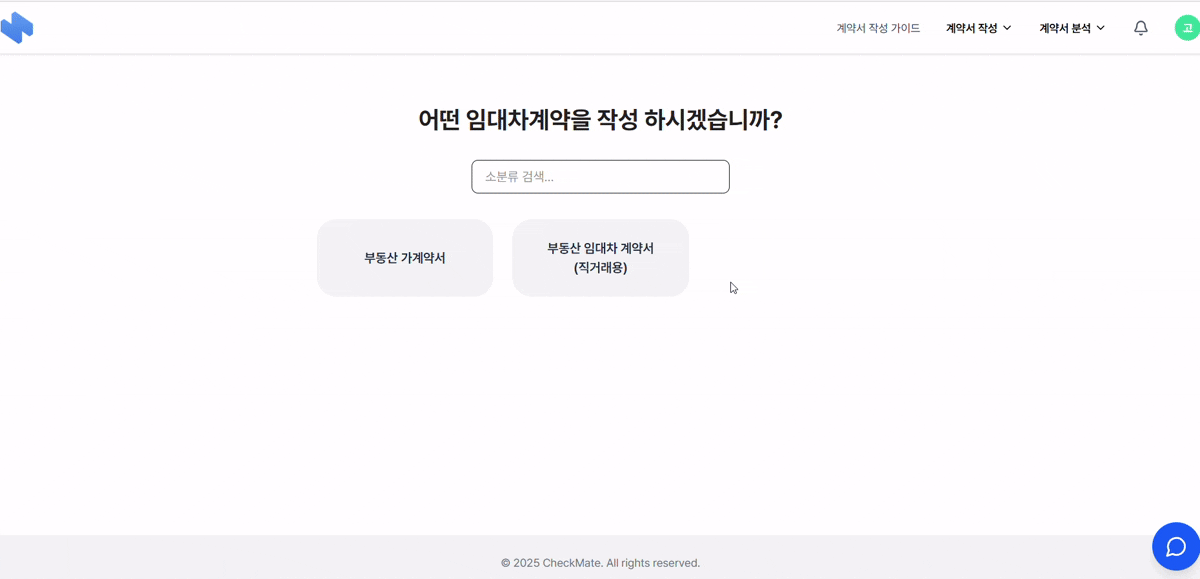 계약서 작성 가이드
계약서 작성
계약서 분석
고
어떤 임대차계약을 작성 하시겠습니까?
소분류 검색...
부동산 가계약서
부동산 임대차 계약서
(직거래용)
© 2025 CheckMate. All rights reserved.